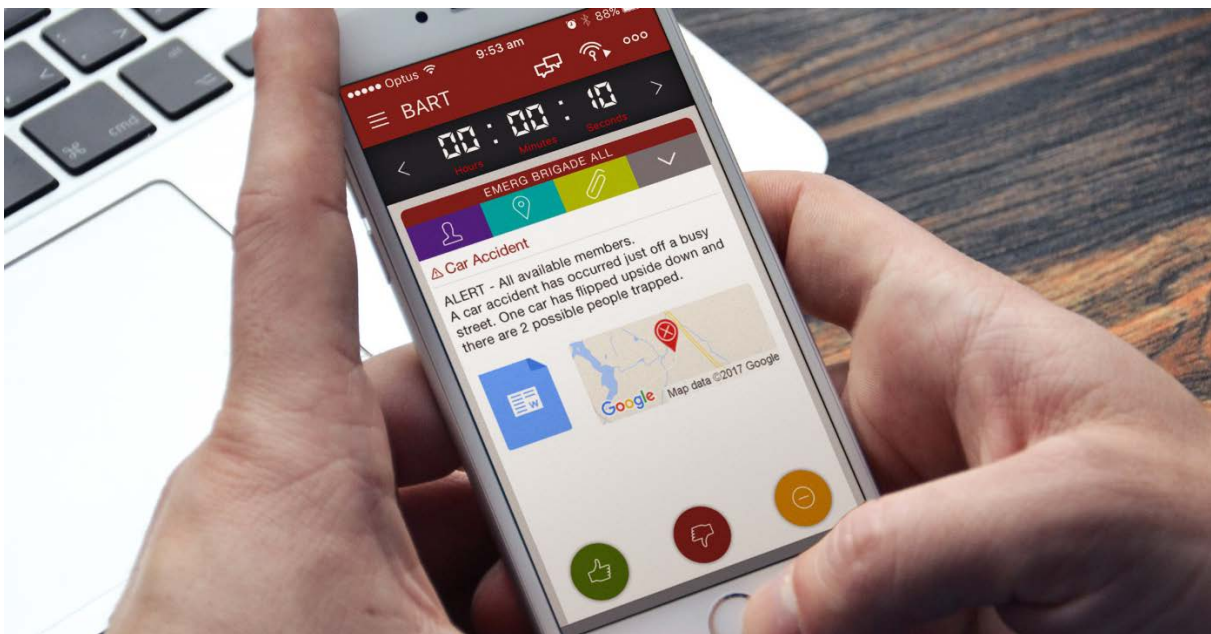 cmd
⌘
Optus
9:53 am
88%
BART
00 : 00 : 10
Hours Minutes Seconds
EMERG BRIGADE ALL
Car Accident
ALERT - All available members.
A car accident has occurred just off a busy
street. One car has flipped upside down and
there are 2 possible people trapped.
W
Google
Map data ©2017 Google